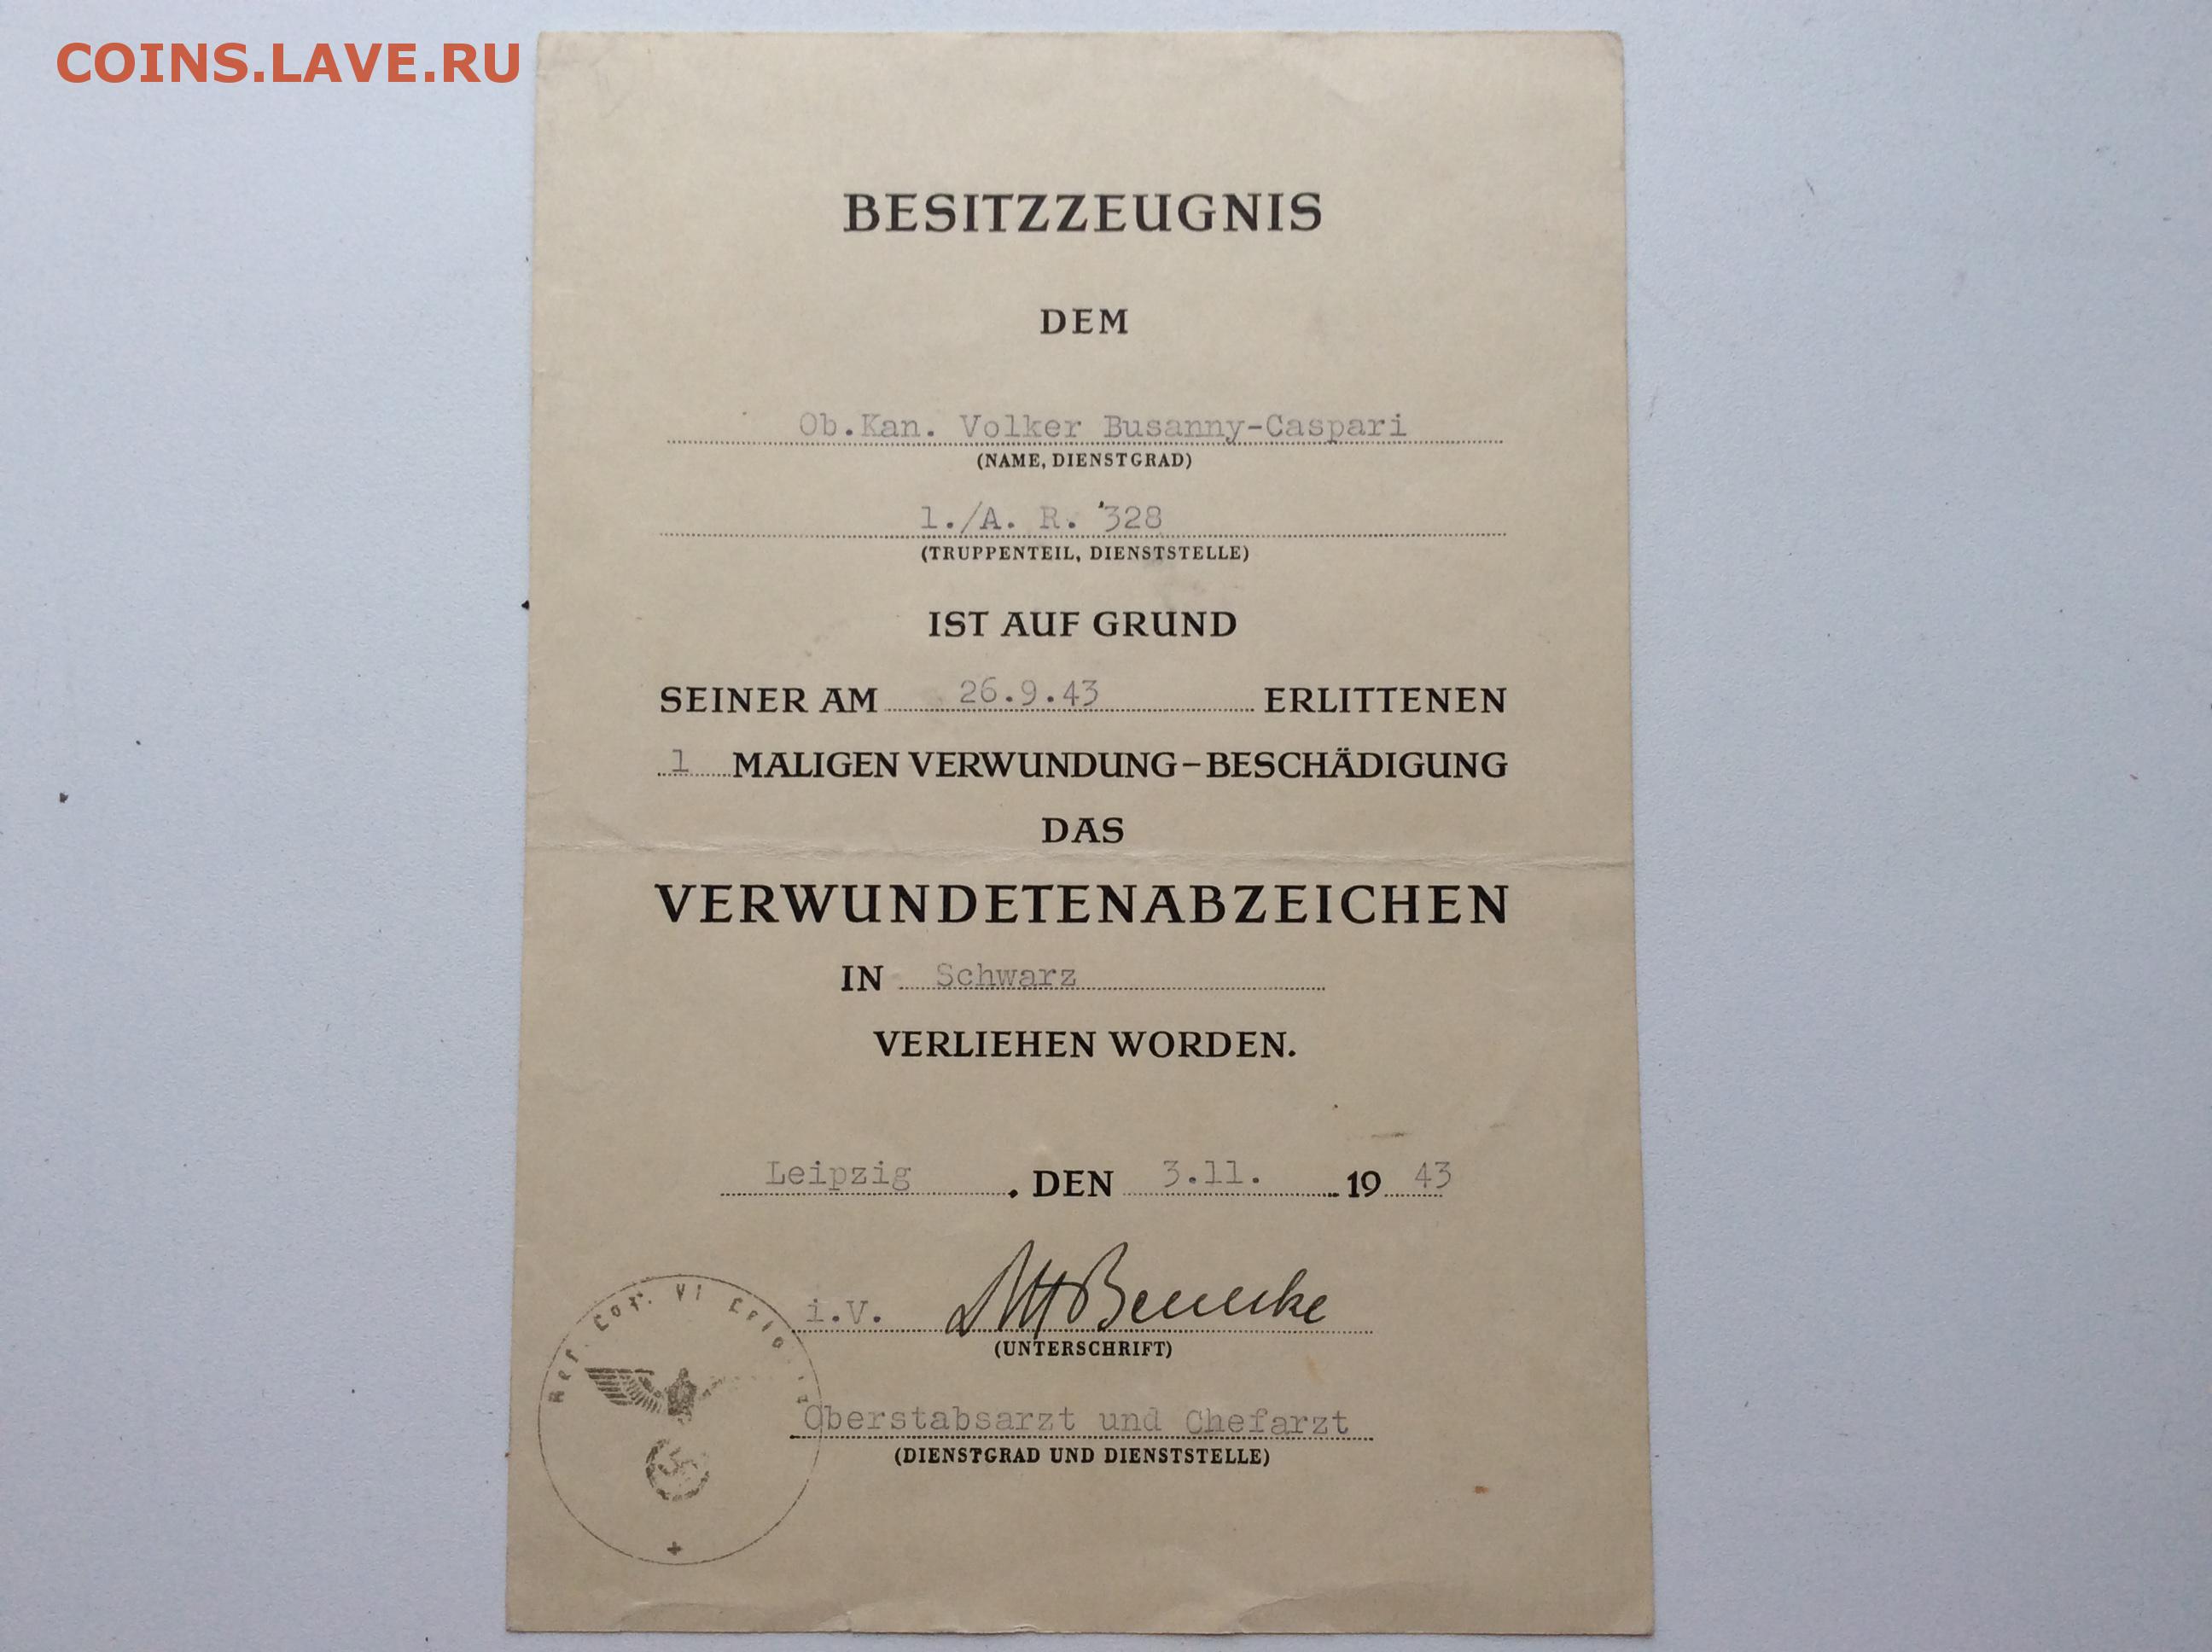 COINS.LAVE.RU
BESITZZEUGNIS
DEM
Ob.Kan. Volker Busanny-Caspari
(NAME, DIENSTGRAD)
1./A. R. 328
(TRUPPENTEIL, DIENSTSTELLE)
IST AUF GRUND
SEINER AM 26.9.43 ERLITTENEN
1 MALIGEN VERWUNDUNG–BESCHÄDIGUNG
DAS
VERWUNDETENABZEICHEN
IN Schwarz
VERLIEHEN WORDEN.
Leipzig, DEN 3.11. 1943
i.V.
(UNTERSCHRIFT)
Oberstabsarzt und Chefarzt
(DIENSTGRAD UND DIENSTSTELLE)